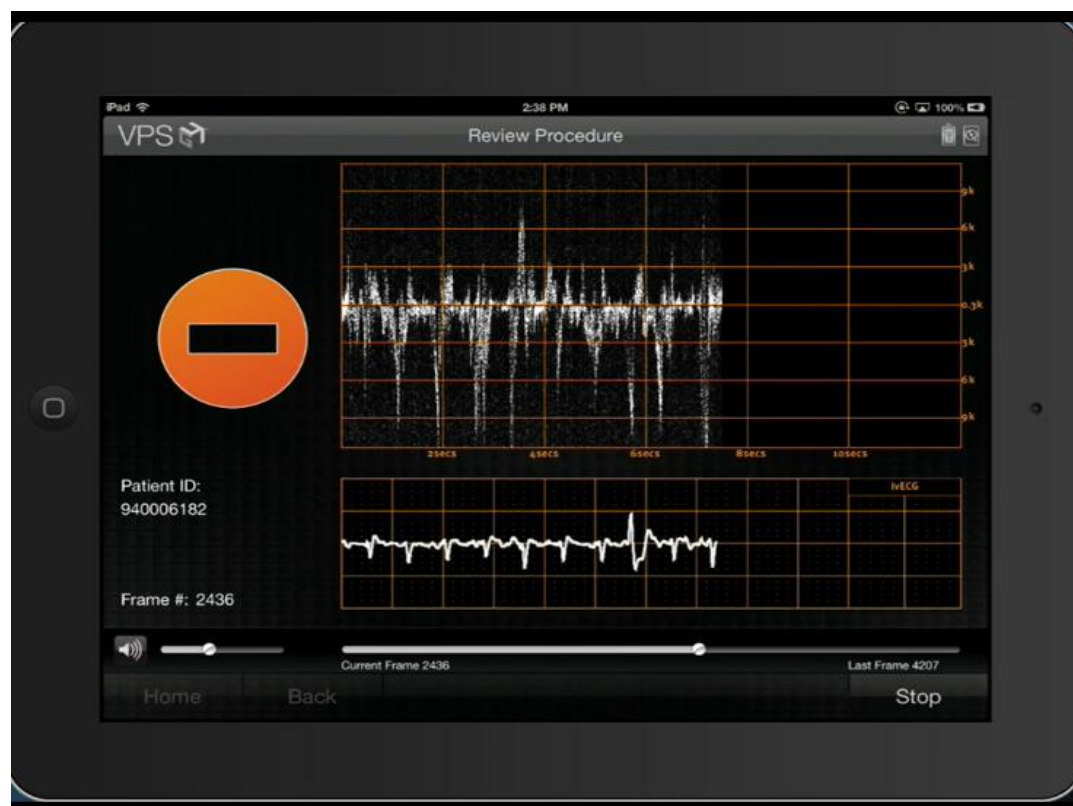 iPad
2:38 PM
100%
VPS
Review Procedure
9k
6k
3k
0.3k
3k
6k
9k
2secs
4secs
6secs
8secs
10secs
Patient ID:
940006182
ivECG
Frame #: 2436
Current Frame 2436
Last Frame 4207
Home
Back
Stop